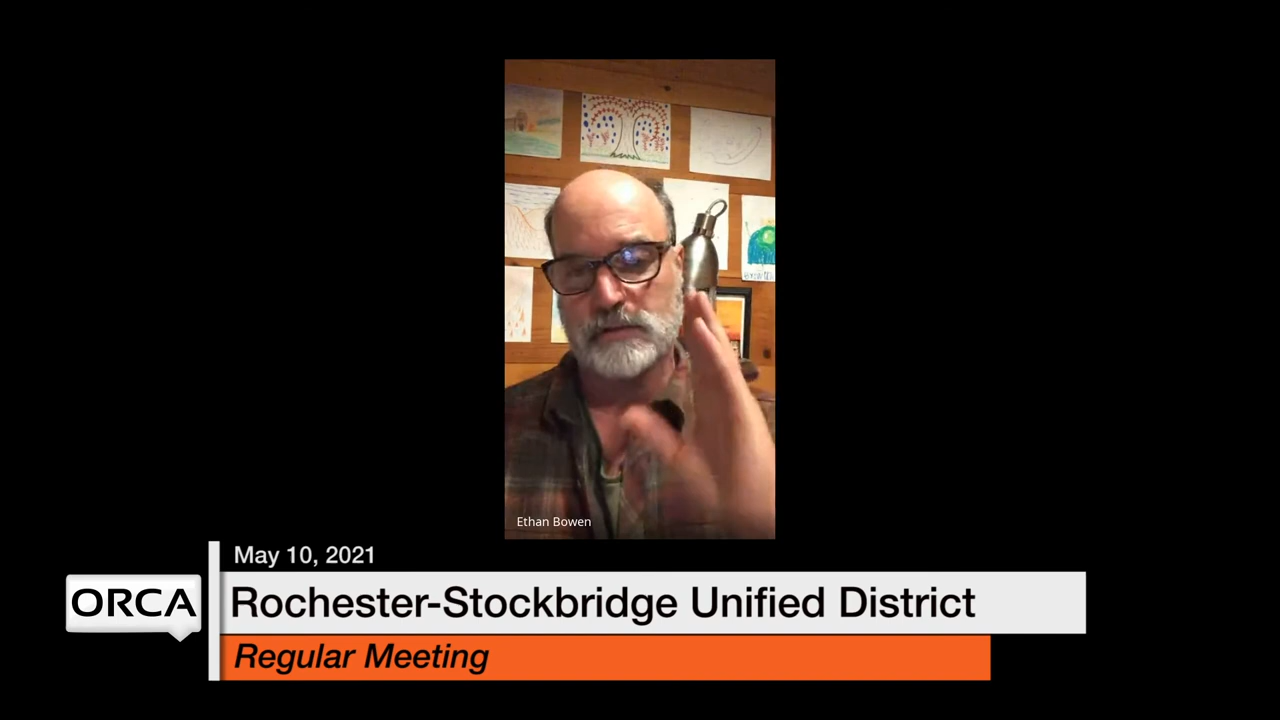 Ethan Bowen
May 10, 2021
ORCA
Rochester-Stockbridge Unified District
Regular Meeting